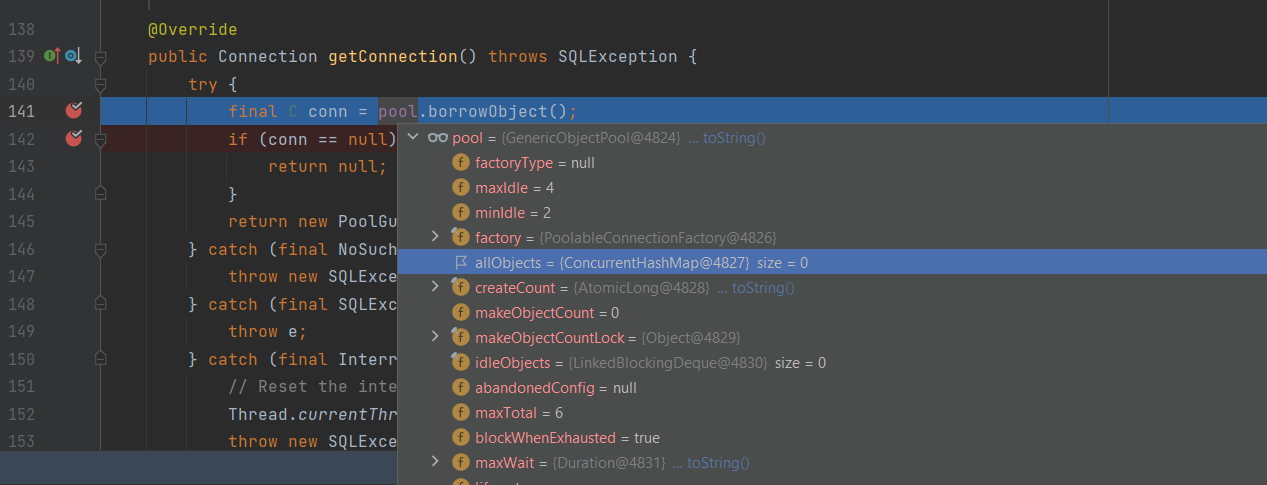 138 @Override
139 public Connection getConnection() throws SQLException {
140 try {
141 final C conn = pool.borrowObject();
142 if (conn == null)
pool = {GenericObjectPool@4824} ... toString()
143 return null;
factoryType = null
144 }
maxIdle = 4
145 return new PoolGu
minIdle = 2
146 } catch (final NoSuch
factory = {PoolableConnectionFactory@4826}
147 throw new SQLExce
allObjects = {ConcurrentHashMap@4827} size = 0
148 } catch (final SQLExc
createCount = {AtomicLong@4828} ... toString()
149 throw e;
makeObjectCount = 0
150 } catch (final Interr
makeObjectCountLock = {Object@4829}
idleObjects = {LinkedBlockingDeque@4830} size = 0
151 // Reset the inte
abandonedConfig = null
152 Thread.currentThr
maxTotal = 6
153 throw new SQLExce
blockWhenExhausted = true
maxWait = {Duration@4831} ... toString()